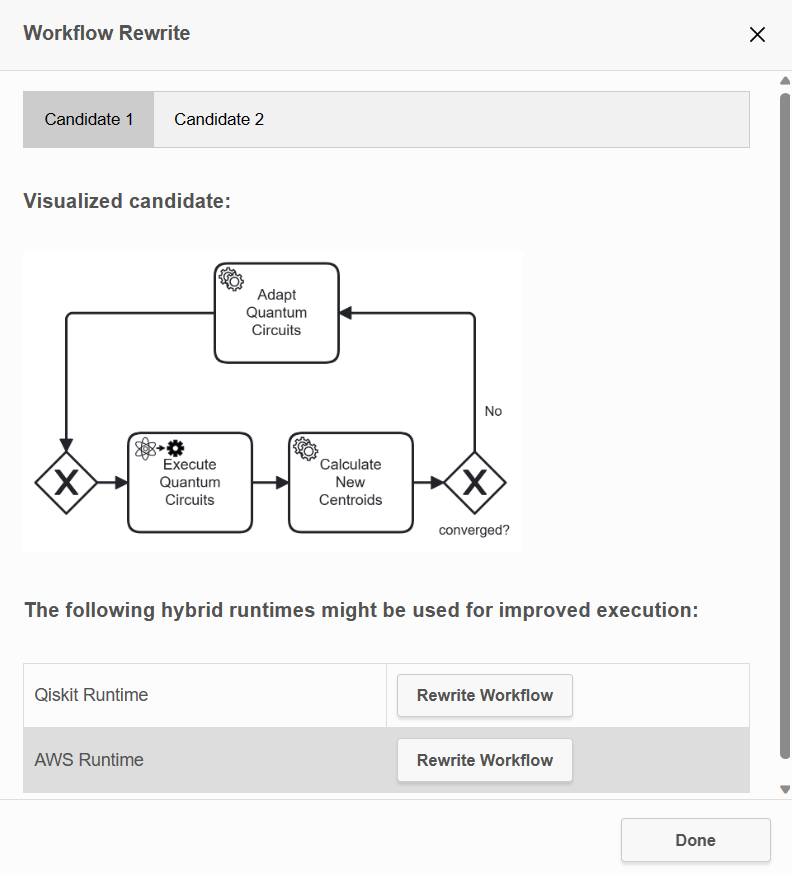 Workflow Rewrite
Candidate 1
Candidate 2
Visualized candidate:
Adapt
Quantum
Circuits
No
X
Execute
Quantum
Circuits
Calculate
New
Centroids
X
converged?
The following hybrid runtimes might be used for improved execution:
Qiskit Runtime
Rewrite Workflow
AWS Runtime
Rewrite Workflow
Done